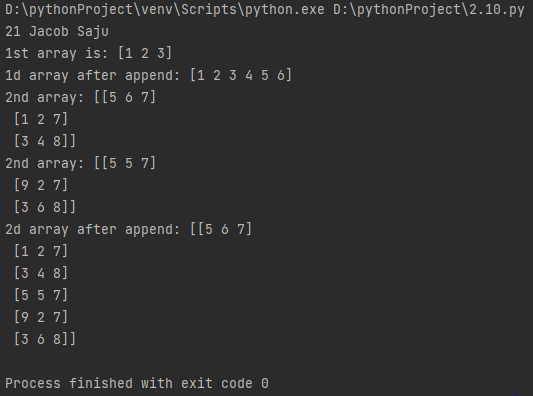 D:\pythonProject\venv\Scripts\python.exe D:\pythonProject\2.10.py
21 Jacob Saju
1st array is: [1 2 3]
1d array after append: [1 2 3 4 5 6]
2nd array: [[5 6 7]
 [1 2 7]
 [3 4 8]]
2nd array: [[5 5 7]
 [9 2 7]
 [3 6 8]]
2d array after append: [[5 6 7]
 [1 2 7]
 [3 4 8]
 [5 5 7]
 [9 2 7]
 [3 6 8]]
Process finished with exit code 0